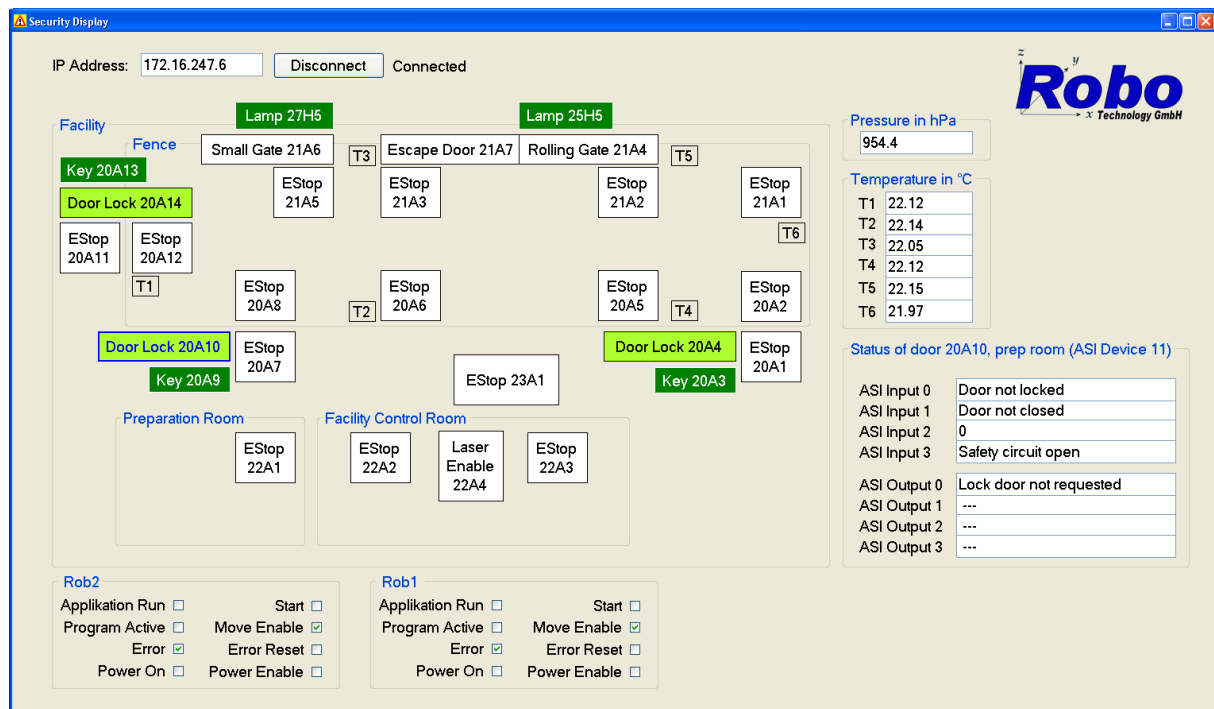 Security Display
IP Address: 172.16.247.6 Disconnect Connected
z
y
Robo
x Technology GmbH
Facility
Lamp 27H5
Lamp 25H5
Fence
Small Gate 21A6
T3
Escape Door 21A7
Rolling Gate 21A4
T5
Key 20A13
Door Lock 20A14
EStop
21A5
EStop
21A3
EStop
21A2
EStop
21A1
EStop
20A11
EStop
20A12
T6
T1
EStop
20A8
T2
EStop
20A6
EStop
20A5
T4
EStop
20A2
Door Lock 20A10
EStop
20A7
Door Lock 20A4
EStop
20A1
Key 20A9
EStop 23A1
Key 20A3
Preparation Room
EStop
22A1
Facility Control Room
EStop
22A2
Laser
Enable
22A4
EStop
22A3
Pressure in hPa
954.4
Temperature in °C
T1 22.12
T2 22.14
T3 22.05
T4 22.12
T5 22.15
T6 21.97
Status of door 20A10, prep room (ASI Device 11)
ASI Input 0 Door not locked
ASI Input 1 Door not closed
ASI Input 2 0
ASI Input 3 Safety circuit open
ASI Output 0 Lock door not requested
ASI Output 1 ---
ASI Output 2 ---
ASI Output 3 ---
Rob2
Applikation Run Start
Program Active Move Enable
Error Error Reset
Power On Power Enable
Rob1
Applikation Run Start
Program Active Move Enable
Error Error Reset
Power On Power Enable